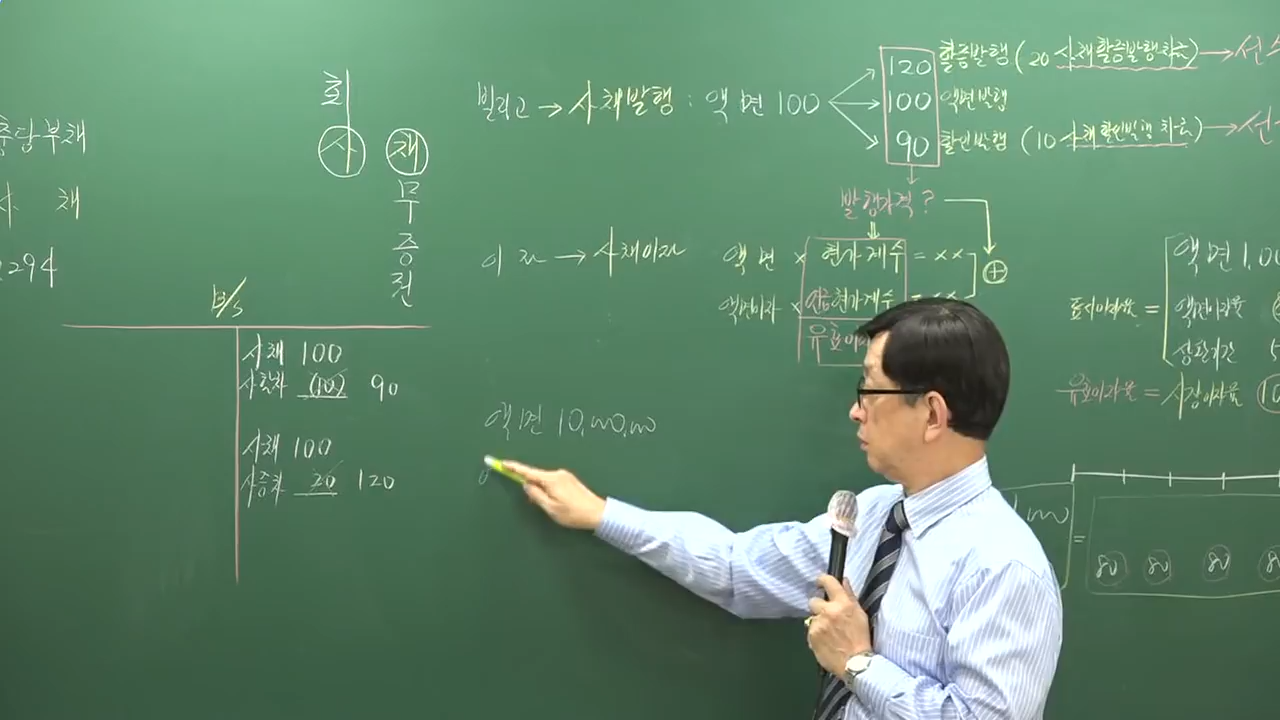 충당부채
사 채
294
회
사 채
무
증
권
B/S
사채 100
사할차 (10) 90
사채 100
사증차 20 120
빌리고 → 사채발행 : 액면 100
120 할증발행 (20 사채할증발행차금) →
100 액면발행
90 할인발행 (10 사채할인발행차금) →
발행가격 ?
이자 → 사채이자
액면 × 현가계수 = ××
액면이자 × 연금현가계수 = ××
⊕
유효이
액면 10,000,000
액면 1,00
표시이자율 = 액면이자율
상환기간 5
유효이자율 = 시장이자율 10
=
80 80 80 80